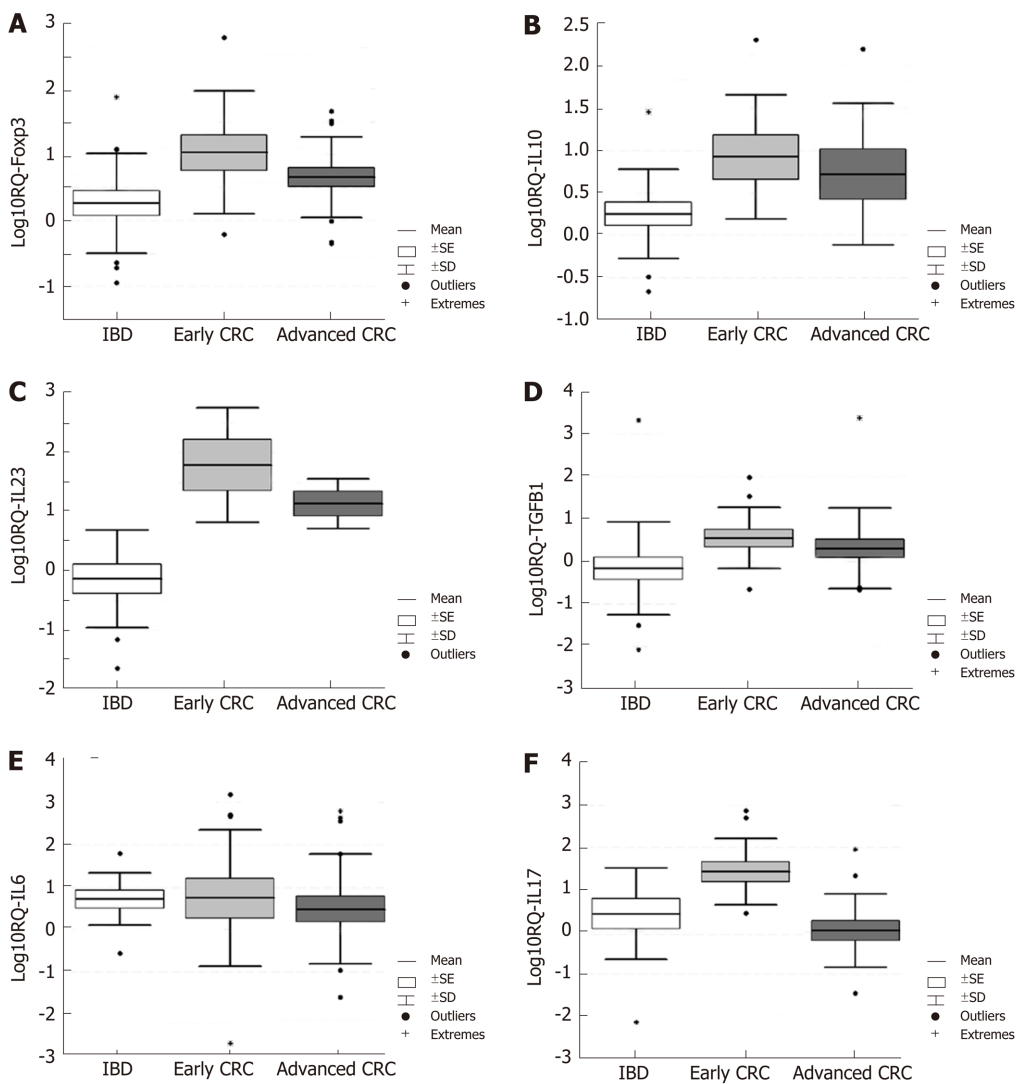 A
3
2
1
0
-1
Log10RQ-Foxp3
IBD
Early CRC
Advanced CRC
Mean
±SE
±SD
Outliers
Extremes
B
2.5
2.0
1.5
1.0
0.5
0.0
-0.5
-1.0
Log10RQ-IL10
IBD
Early CRC
Advanced CRC
Mean
±SE
±SD
Outliers
Extremes
C
3
2
1
0
-1
-2
Log10RQ-IL23
IBD
Early CRC
Advanced CRC
Mean
±SE
±SD
Outliers
D
4
3
2
1
0
-1
-2
-3
Log10RQ-TGFB1
IBD
Early CRC
Advanced CRC
Mean
±SE
±SD
Outliers
Extremes
E
4
3
2
1
0
-1
-2
-3
Log10RQ-IL6
IBD
Early CRC
Advanced CRC
Mean
±SE
±SD
Outliers
Extremes
F
4
3
2
1
0
-1
-2
-3
Log10RQ-IL17
IBD
Early CRC
Advanced CRC
Mean
±SE
±SD
Outliers
Extremes